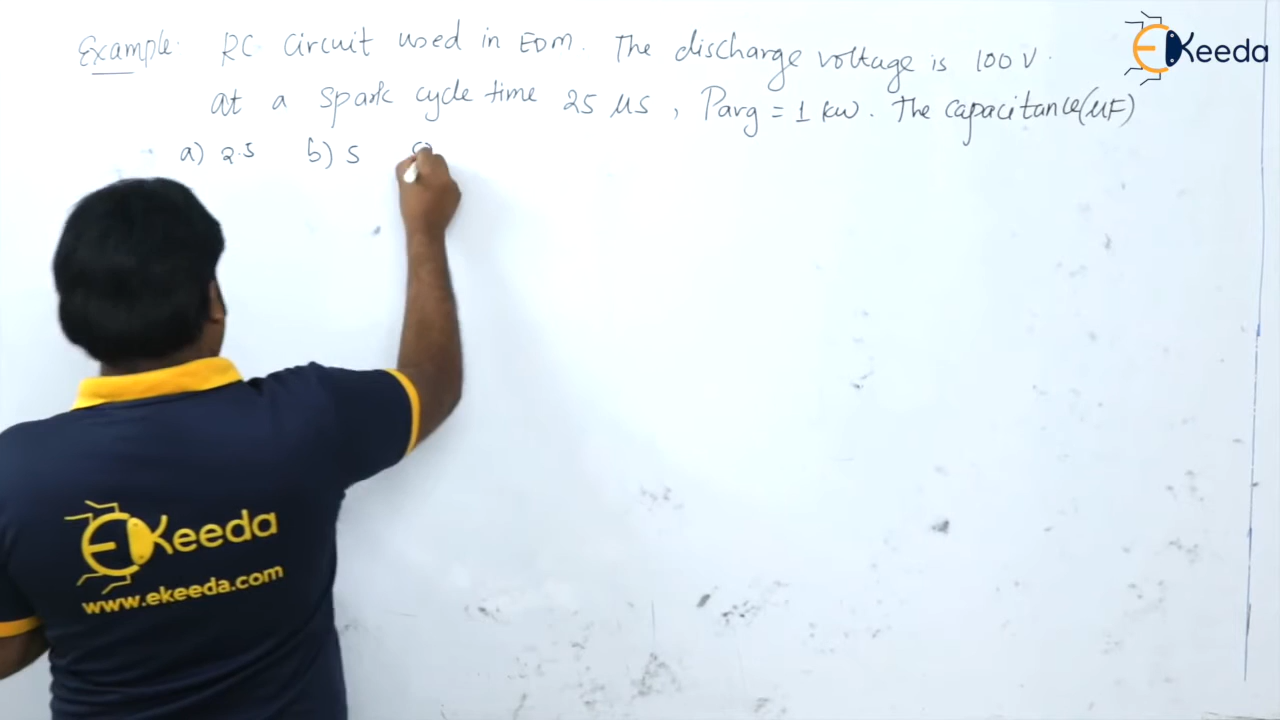 Example: RC Circuit used in EDM. The discharge voltage is 100 V.
at a spark cycle time 25 μs, Pavg = 1 kw. The capacitance (μF)
a) 2.5 b) 5
EKeeda
EKeeda
www.ekeeda.com